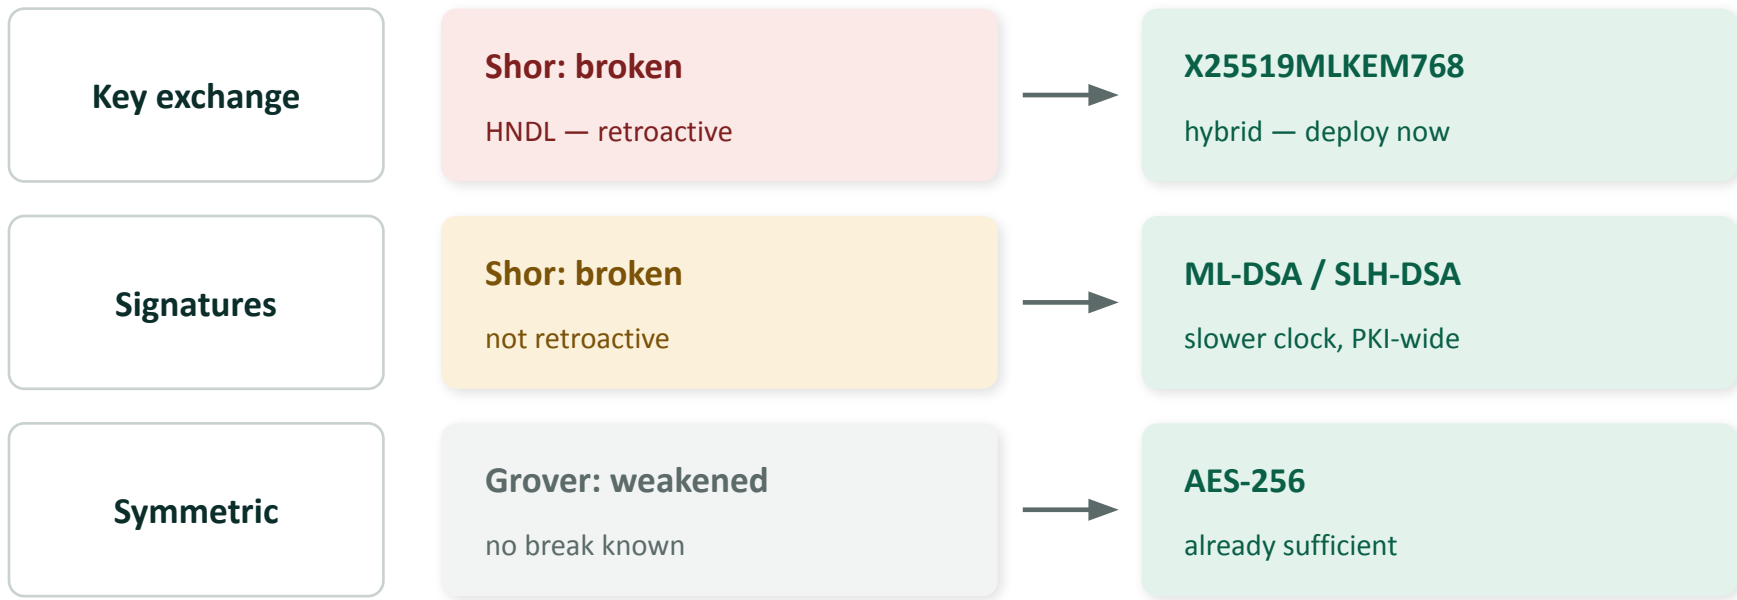 Key exchange
Shor: broken
HNDL — retroactive
X25519MLKEM768
hybrid — deploy now
Signatures
Shor: broken
not retroactive
ML-DSA / SLH-DSA
slower clock, PKI-wide
Symmetric
Grover: weakened
no break known
AES-256
already sufficient